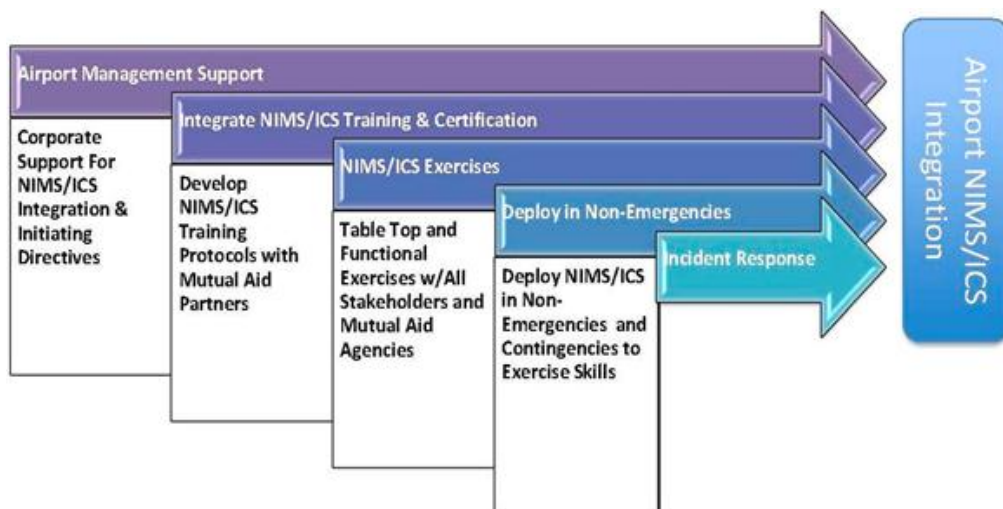 Airport Management Support
Corporate
Support For
NIMS/ICS
Integration &
Initiating
Directives
Integrate NIMS/ICS Training & Certification
Develop
NIMS/ICS
Training
Protocols with
Mutual Aid
Partners
NIMS/ICS Exercises
Table Top and
Functional
Exercises w/All
Stakeholders and
Mutual Aid
Agencies
Deploy in Non-Emergencies
Deploy NIMS/ICS
in Non-
Emergencies and
Contingencies to
Exercise Skills
Incident Response
Airport NIMS/ICS
Integration